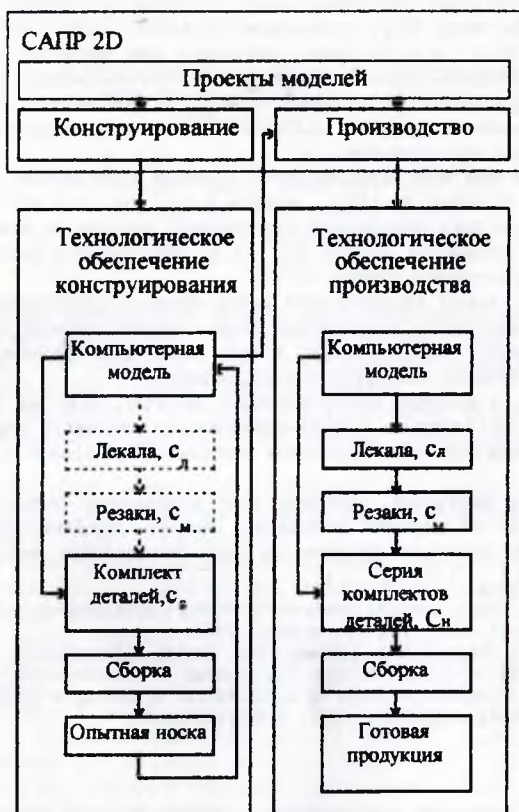 САПР 2D
Проекты моделей
Конструирование
Производство
Технологическое
обеспечение
конструирования
Компьютерная
модель
Лекала, сл
Резаки, см
Комплект
деталей,
Сборка
Опытная носка
Технологическое
обеспечение
производства
Компьютерная
модель
Лекала, сл
Резаки, см
Серия
комплектов
деталей, Сн
Сборка
Готовая
продукция